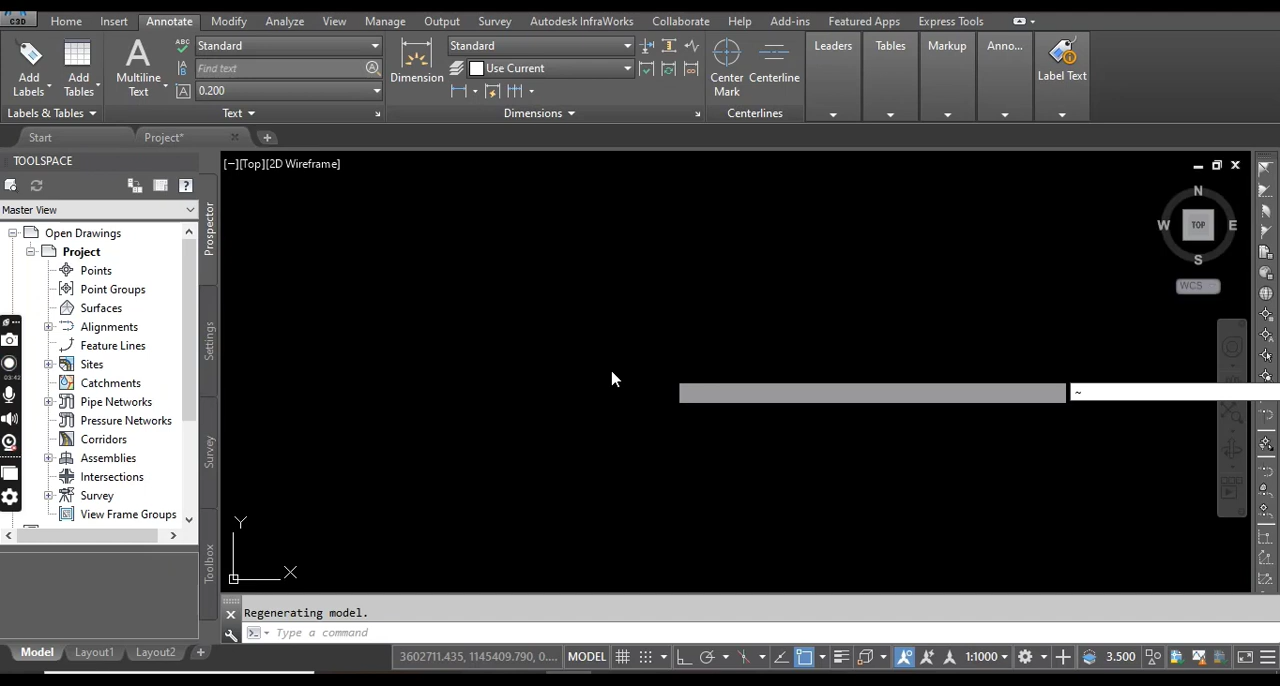 C3D
Home Insert Annotate Modify Analyze View Manage Output Survey Autodesk InfraWorks Collaborate Help Add-ins Featured Apps Express Tools
Add Labels
Add Tables
Labels & Tables
Multiline Text
ABC
Standard
Find text
0.200
Text
Dimension
Standard
Use Current
Dimensions
Center Mark
Centerline
Centerlines
Leaders
Tables
Markup
Anno...
Label Text
Start
Project*
TOOLSPACE
Master View
Open Drawings
Project
Points
Point Groups
Surfaces
Alignments
Feature Lines
Sites
Catchments
Pipe Networks
Pressure Networks
Corridors
Assemblies
Intersections
Survey
View Frame Groups
Prospector
Settings
Survey
Toolbox
03:42
[−][Top][2D Wireframe]
N
W TOP E
S
WCS
~
Y
X
Regenerating model.
Type a command
Model Layout1 Layout2
3602711.435, 1145409.790, 0....
MODEL
1:1000
3.500